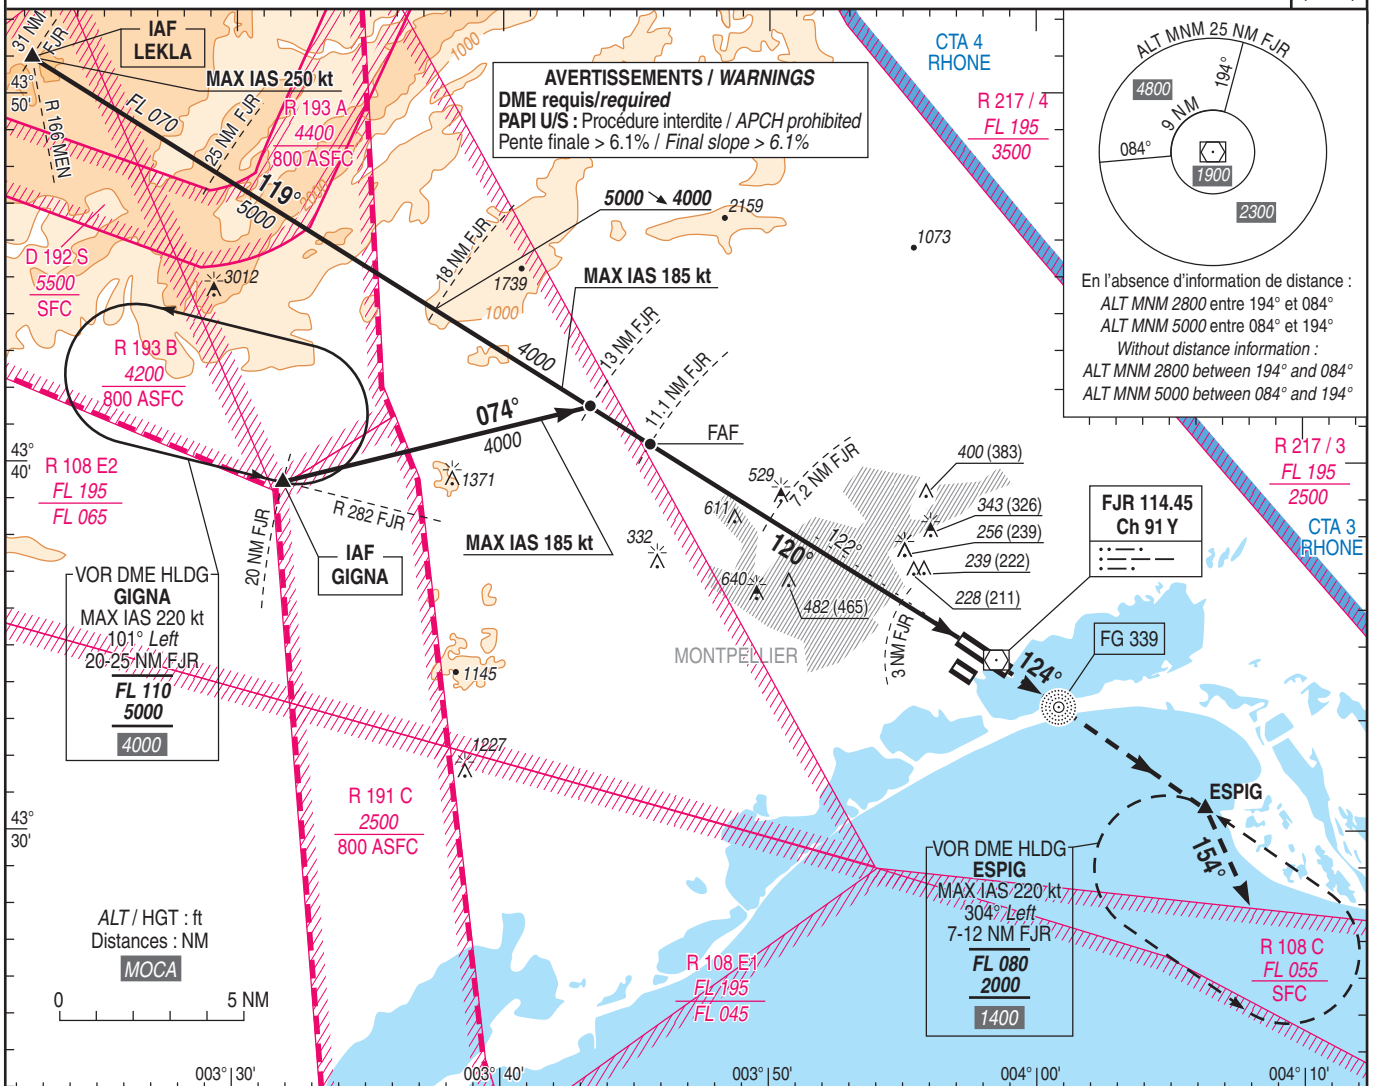 31 NM
FJR
IAF
LEKLA
MAX IAS 250 kt
43
50'
R 166 MEN
FL 070
25 NM FJR
119°
5000
R 193 A
4400
800 ASFC
1000
2000
AVERTISSEMENTS / WARNINGS
DME requis/required
PAPI U/S : Procédure interdite / APCH prohibited
Pente finale > 6.1% / Final slope > 6.1%
CTA 4
RHONE
R 217 / 4
FL 195
3500
ALT MNM 25 NM FJR
4800
194°
9 NM
084°
1900
2300
En l'absence d'information de distance :
ALT MNM 2800 entre 194° et 084°
ALT MNM 5000 entre 084° et 194°
Without distance information :
ALT MNM 2800 between 194° and 084°
ALT MNM 5000 between 084° and 194°
5000 ↘ 4000
2159
1073
18 NM FJR
1739
1000
MAX IAS 185 kt
D 192 S
5500
SFC
3012
R 193 B
4200
800 ASFC
4000
13 NM FJR
11.1 NM FJR
FAF
074°
4000
43°
40'
R 108 E2
FL 195
FL 065
1371
R 282 FJR
20 NM FJR
IAF
GIGNA
MAX IAS 185 kt
332
529
7.2 NM FJR
611
120°
122°
640
482 (465)
400 (383)
343 (326)
256 (239)
239 (222)
228 (211)
3 NM FJR
MONTPELLIER
FJR 114.45
Ch 91 Y
R 217 / 3
FL 195
2500
CTA 3
RHONE
FG 339
124°
VOR DME HLDG
GIGNA
MAX IAS 220 kt
101° Left
20-25 NM FJR
FL 110
5000
4000
1145
1227
R 191 C
2500
800 ASFC
43°
30'
ESPIG
154°
VOR DME HLDG
ESPIG
MAX IAS 220 kt
304° Left
7-12 NM FJR
FL 080
2000
1400
R 108 E1
FL 195
FL 045
R 108 C
FL 055
SFC
ALT / HGT : ft
Distances : NM
MOCA
0 5 NM
003° 30'
003° 40'
003° 50'
004° 00'
004° 10'